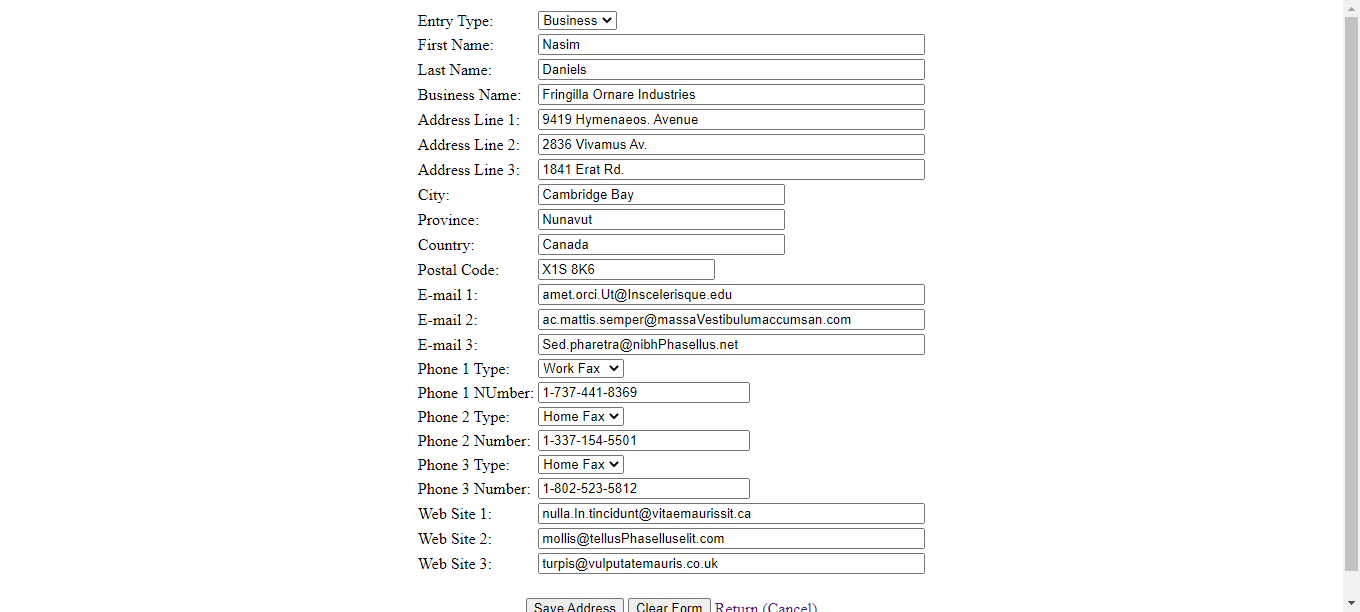 Entry Type: Business
First Name: Nasim
Last Name: Daniels
Business Name: Fringilla Ornare Industries
Address Line 1: 9419 Hymenaeos. Avenue
Address Line 2: 2836 Vivamus Av.
Address Line 3: 1841 Erat Rd.
City: Cambridge Bay
Province: Nunavut
Country: Canada
Postal Code: X1S 8K6
E-mail 1: amet.orci.Ut@Inscelerisque.edu
E-mail 2: ac.mattis.semper@massaVestibulumaccumsan.com
E-mail 3: Sed.pharetra@nibhPhasellus.net
Phone 1 Type: Work Fax
Phone 1 NUmber: 1-737-441-8369
Phone 2 Type: Home Fax
Phone 2 Number: 1-337-154-5501
Phone 3 Type: Home Fax
Phone 3 Number: 1-802-523-5812
Web Site 1: nulla.In.tincidunt@vitaemaurissit.ca
Web Site 2: mollis@tellusPhaselluselit.com
Web Site 3: turpis@vulputatemauris.co.uk
Save Address Clear Form Return (Cancel)